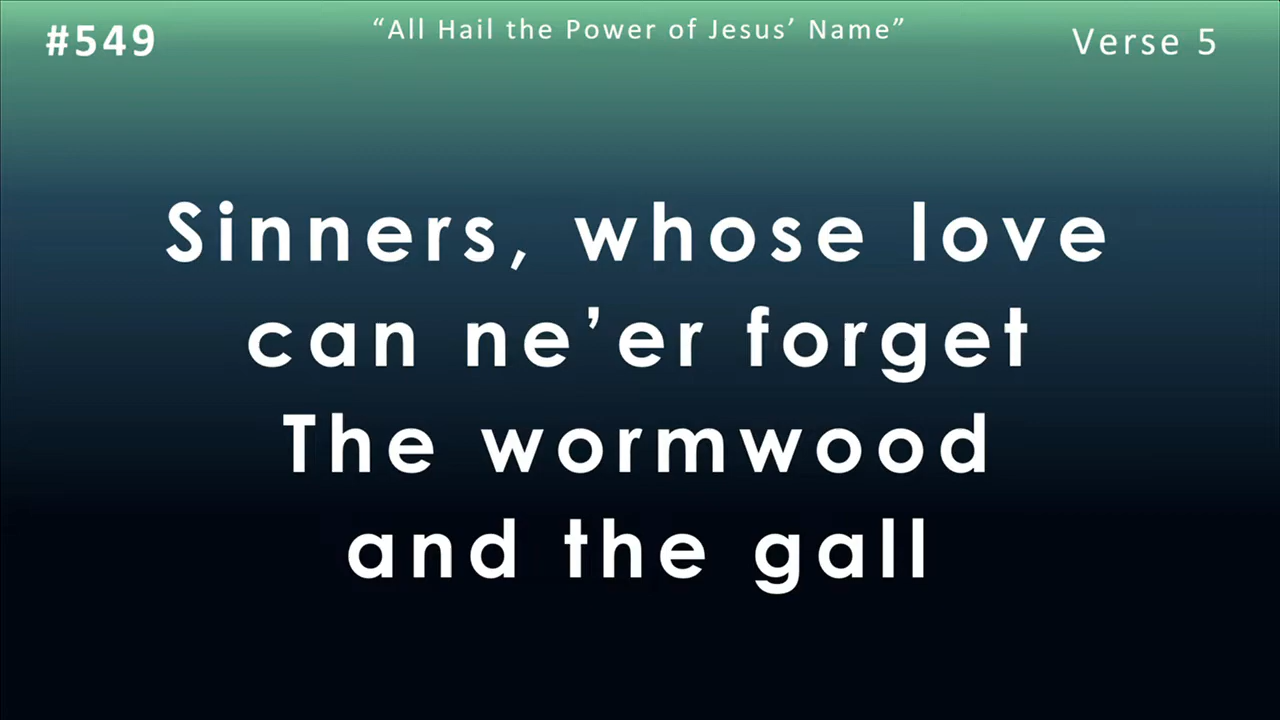 #549
“All Hail the Power of Jesus’ Name”
Verse 5
Sinners, whose love
can ne’er forget
The wormwood
and the gall